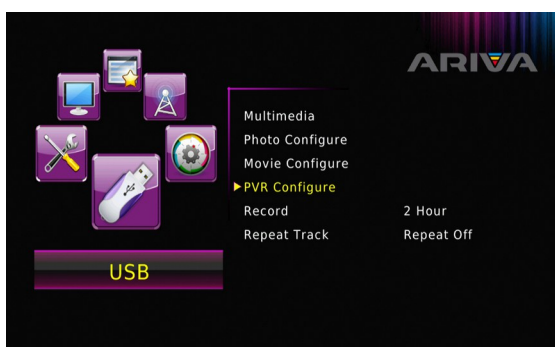 ARIVA
Multimedia
Photo Configure
Movie Configure
PVR Configure
Record 2 Hour
Repeat Track Repeat Off
USB